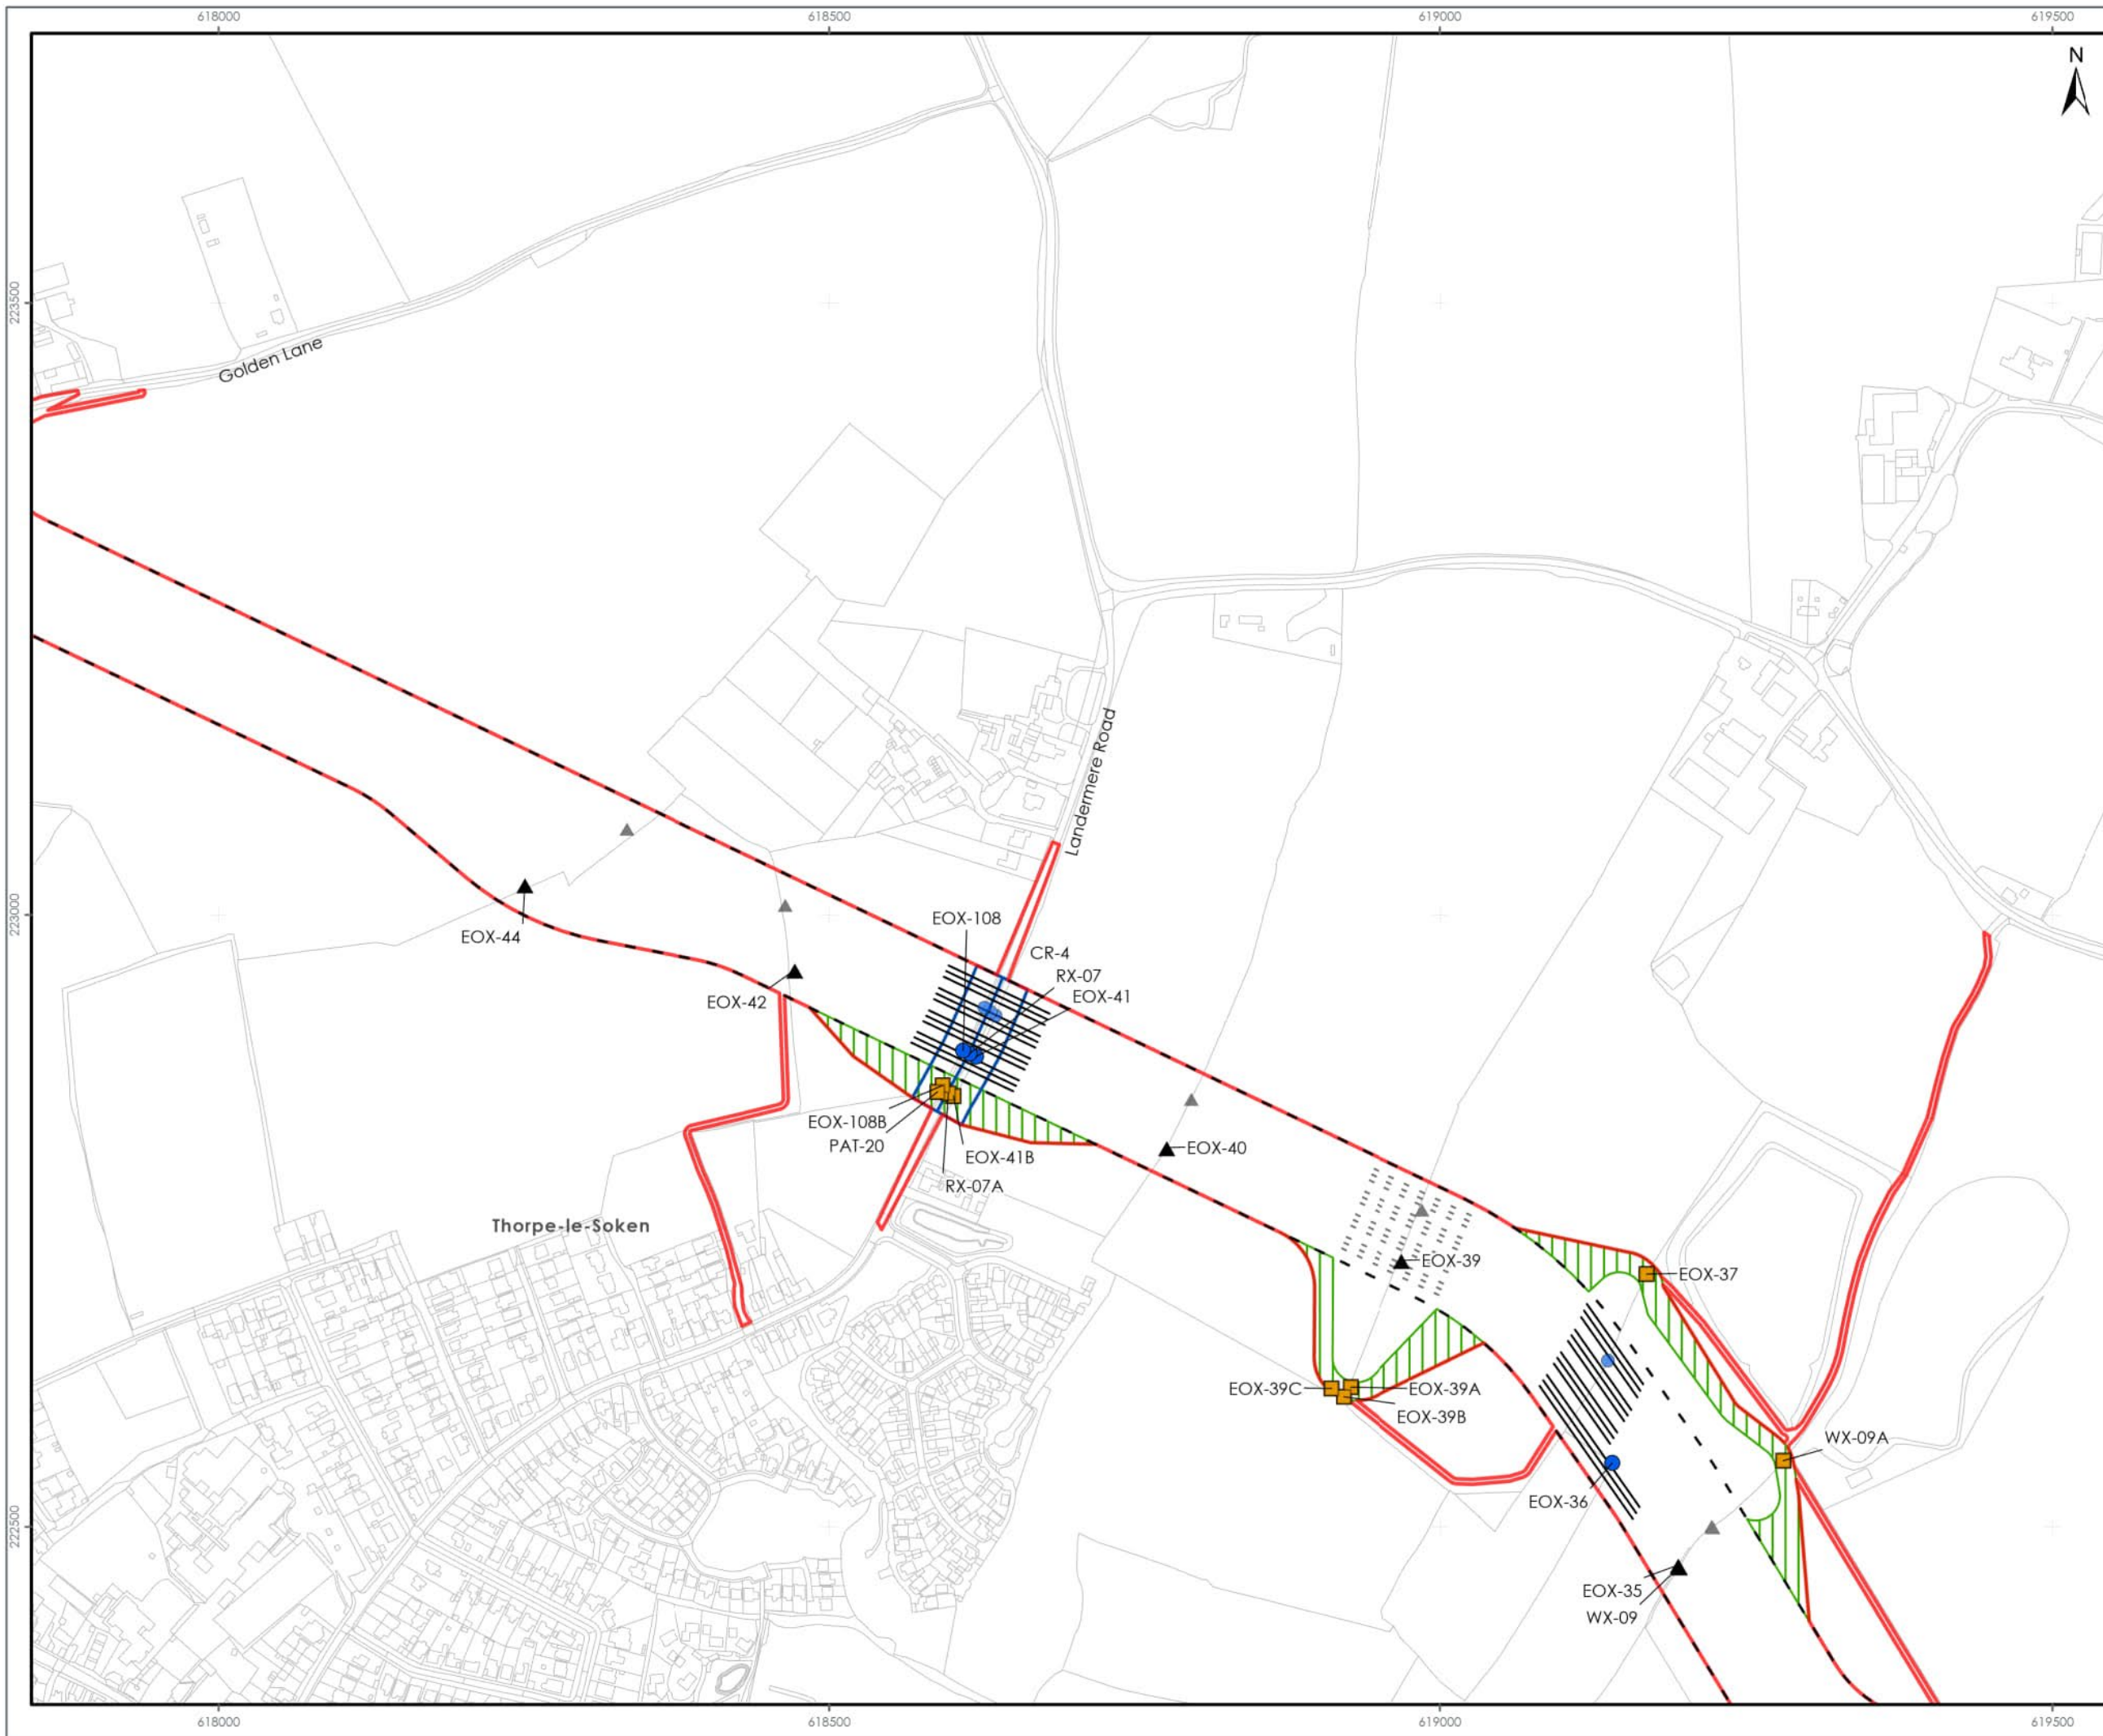 618000
618500
619000
619500
N
223500
Golden Lane
Landermere Road
223000
EOX-108
EOX-44
CR-4
RX-07
EOX-41
EOX-42
EOX-108B
PAT-20
EOX-40
EOX-41B
RX-07A
Thorpe-le-Soken
EOX-39
EOX-37
EOX-39C
EOX-39A
EOX-39B
WX-09A
EOX-36
222500
EOX-35
WX-09
618000
618500
619000
619500